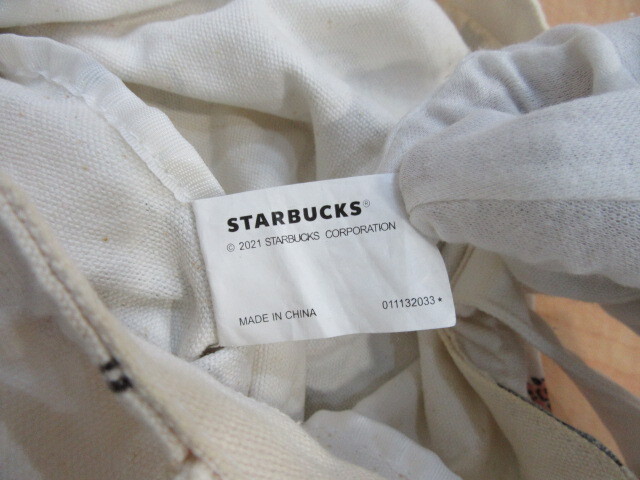 STARBUCKS®
© 2021 STARBUCKS CORPORATION
MADE IN CHINA 011132033★